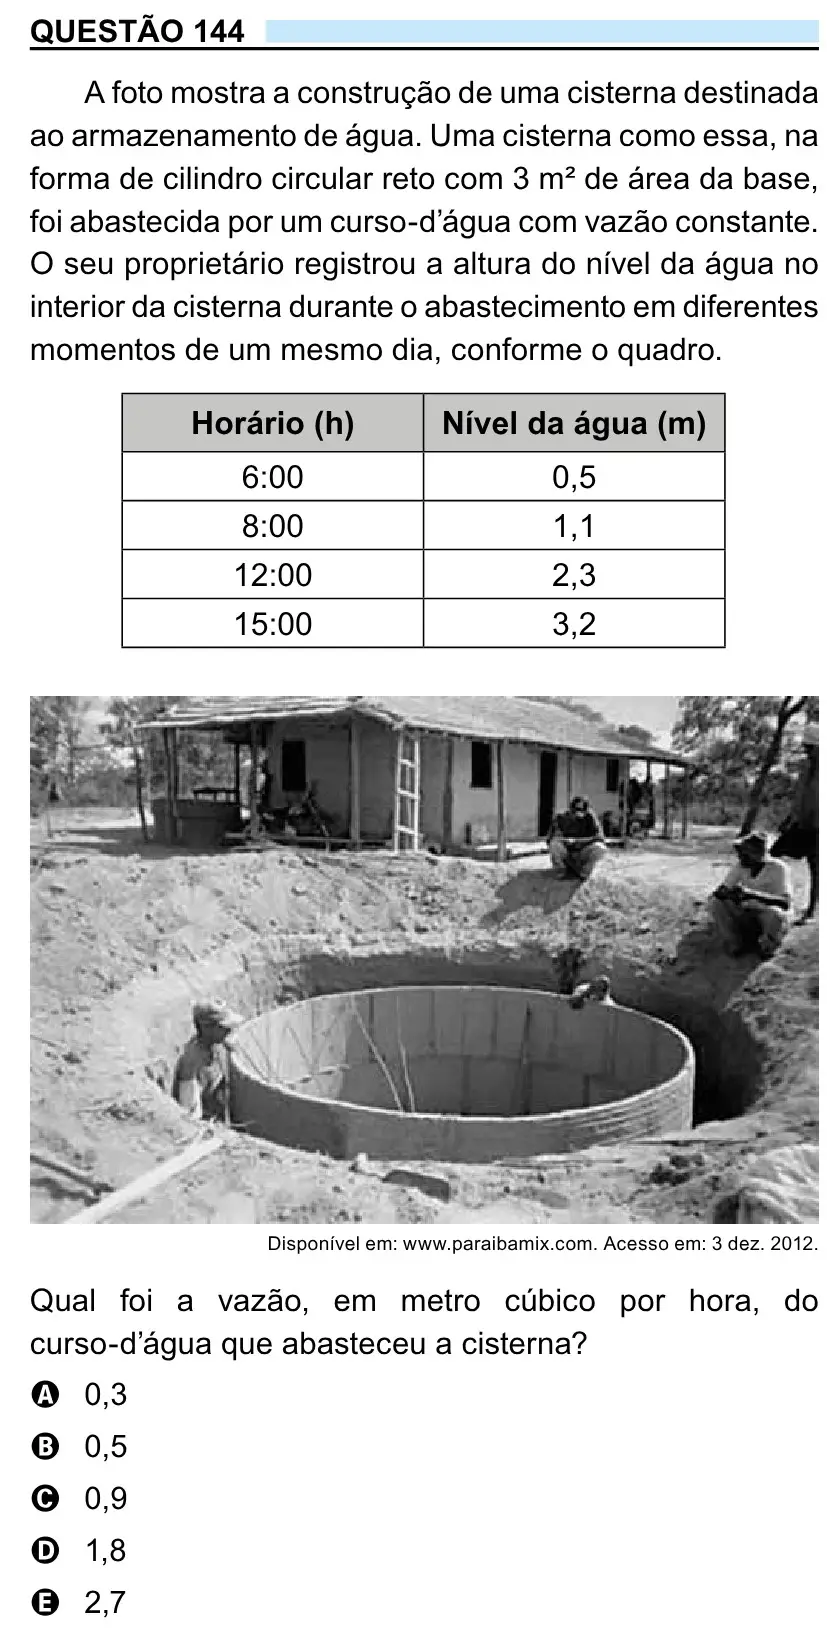 QUESTÃO 144
A foto mostra a construção de uma cisterna destinada
ao armazenamento de água. Uma cisterna como essa, na
forma de cilindro circular reto com 3 m² de área da base,
foi abastecida por um curso-d’água com vazão constante.
O seu proprietário registrou a altura do nível da água no
interior da cisterna durante o abastecimento em diferentes
momentos de um mesmo dia, conforme o quadro.
Horário (h) Nível da água (m)
6:00 0,5
8:00 1,1
12:00 2,3
15:00 3,2
Disponível em: www.paraibamix.com. Acesso em: 3 dez. 2012.
Qual foi a vazão, em metro cúbico por hora, do
curso-d’água que abasteceu a cisterna?
A 0,3
B 0,5
C 0,9
D 1,8
E 2,7